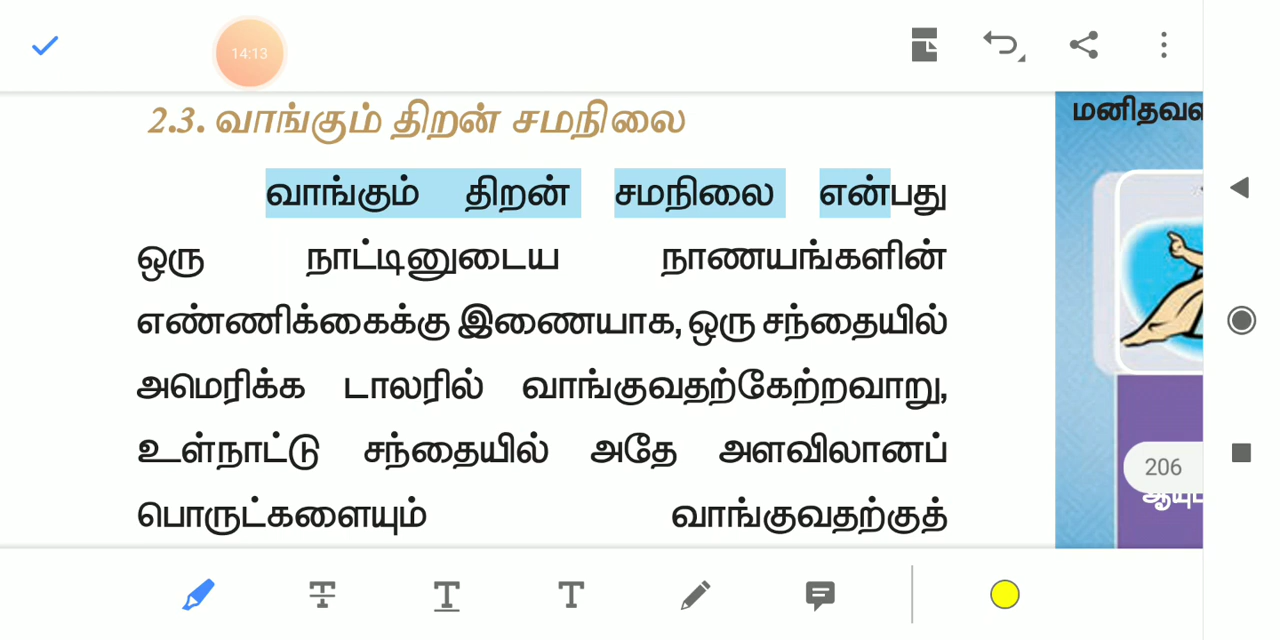 14:13
2.3. வாங்கும் திறன் சமநிலை
வாங்கும் திறன் சமநிலை என்பது
ஒரு நாட்டினுடைய நாணயங்களின்
எண்ணிக்கைக்கு இணையாக, ஒரு சந்தையில்
அமெரிக்க டாலரில் வாங்குவதற்கேற்றவாறு,
உள்நாட்டு சந்தையில் அதே அளவிலானப்
பொருட்களையும் வாங்குவதற்குத்
206